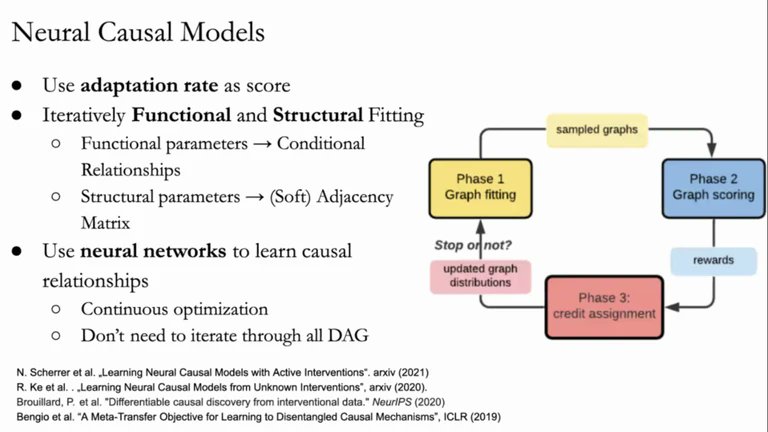 Neural Causal Models
● Use adaptation rate as score
● Iteratively Functional and Structural Fitting
○ Functional parameters → Conditional
Relationships
○ Structural parameters → (Soft) Adjacency
Matrix
● Use neural networks to learn causal
relationships
○ Continuous optimization
○ Don't need to iterate through all DAG
sampled graphs
Phase 1
Graph fitting
Phase 2
Graph scoring
Stop or not?
updated graph
distributions
rewards
Phase 3:
credit assignment
N. Scherrer et al. „Learning Neural Causal Models with Active Interventions“. arxiv (2021)
R. Ke et al. . „Learning Neural Causal Models from Unknown Interventions”, arxiv (2020).
Brouillard, P. et al. "Differentiable causal discovery from interventional data." NeurIPS (2020)
Bengio et al. “A Meta-Transfer Objective for Learning to Disentangled Causal Mechanisms”, ICLR (2019)